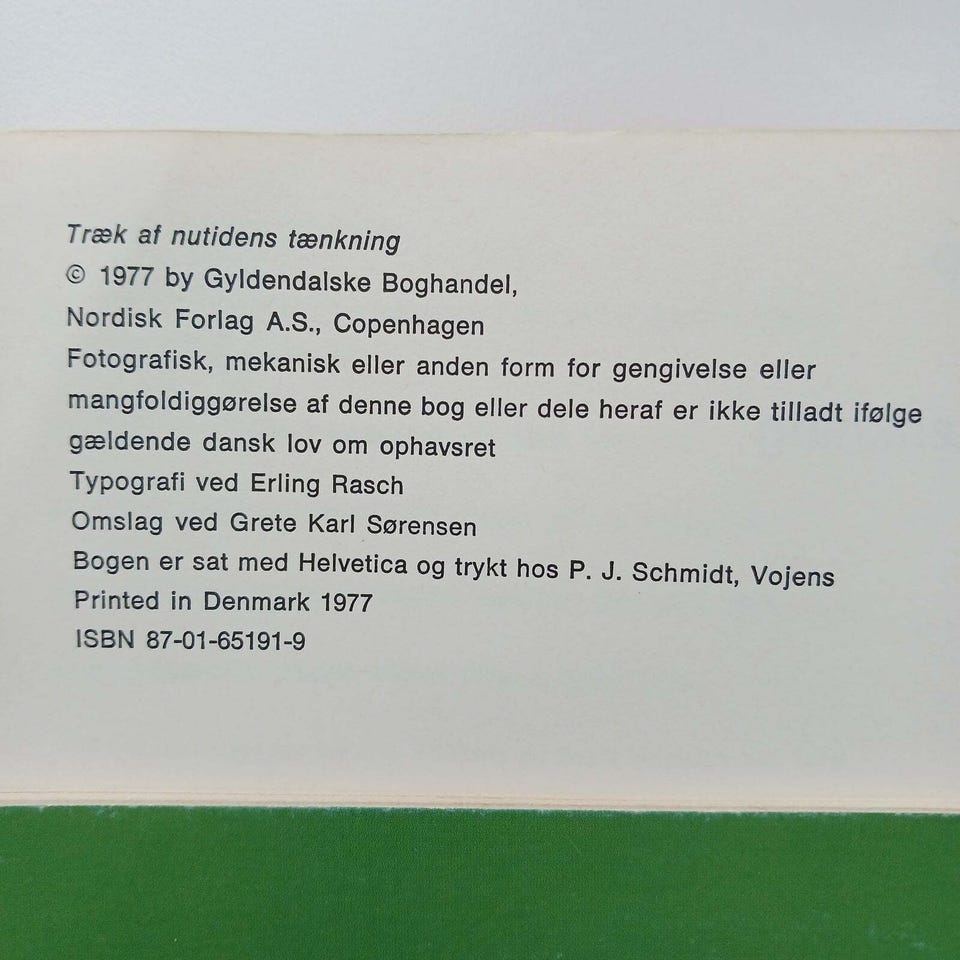 Træk af nutidens tænkning
© 1977 by Gyldendalske Boghandel,
Nordisk Forlag A.S., Copenhagen
Fotografisk, mekanisk eller anden form for gengivelse eller
mangfoldiggørelse af denne bog eller dele heraf er ikke tilladt ifølge
gældende dansk lov om ophavsret
Typografi ved Erling Rasch
Omslag ved Grete Karl Sørensen
Bogen er sat med Helvetica og trykt hos P. J. Schmidt, Vojens
Printed in Denmark 1977
ISBN 87-01-65191-9